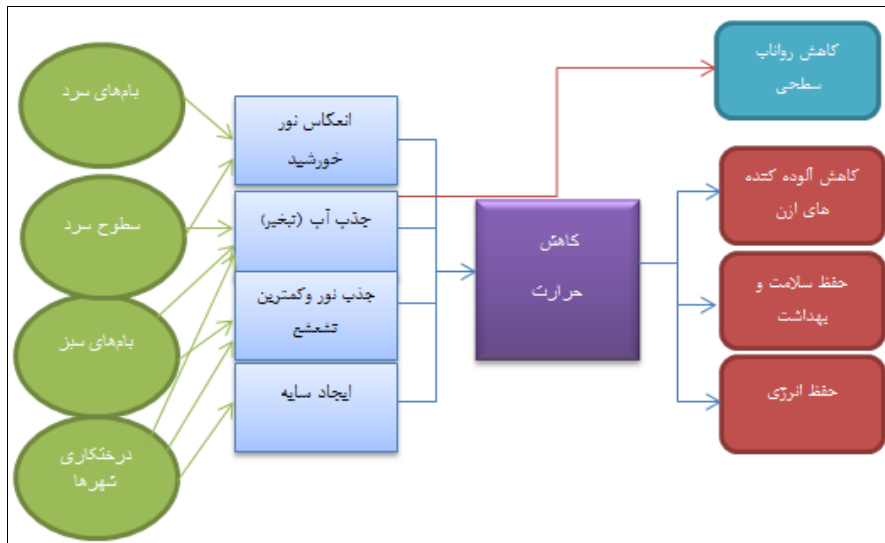 بام‌های سرد
سطوح سرد
بام‌های سبز
درختکاری
شهرها
انعکاس نور
خورشید
جذب آب (تبخیر)
جذب نور وکمترین
تشعشع
ایجاد سایه
کاهش
حرارت
کاهش رواناب
سطحی
کاهش آلوده کننده
های ازن
حفظ سلامت و
بهداشت
حفظ انرژی